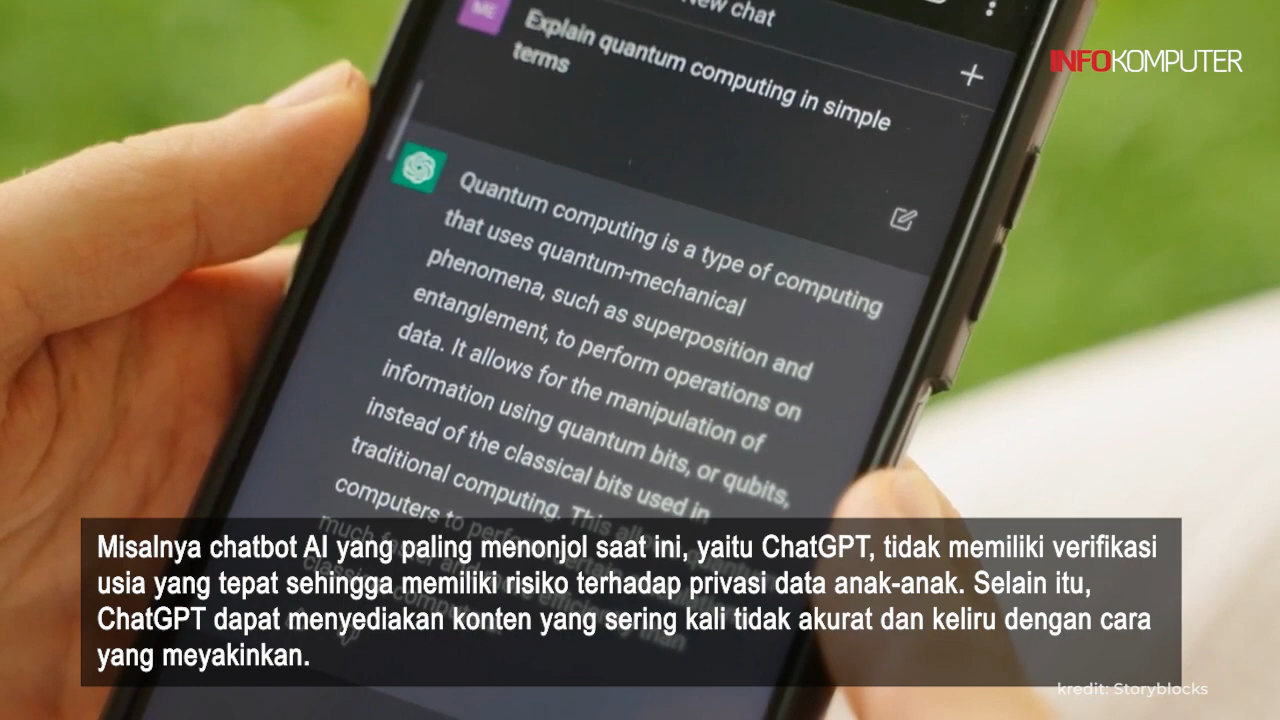 New chat
INFOKOMPUTER
ME
Explain quantum computing in simple
terms
Quantum computing is a type of computing
that uses quantum-mechanical
phenomena, such as superposition and
entanglement, to perform operations on
data. It allows for the manipulation of
information using quantum bits, or qubits,
instead of the classical bits used in
traditional computing. This
computers to
much
than
Misalnya chatbot AI yang paling menonjol saat ini, yaitu ChatGPT, tidak memiliki verifikasi
usia yang tepat sehingga memiliki risiko terhadap privasi data anak-anak. Selain itu,
ChatGPT dapat menyediakan konten yang sering kali tidak akurat dan keliru dengan cara
yang meyakinkan.
kredit: Storyblocks